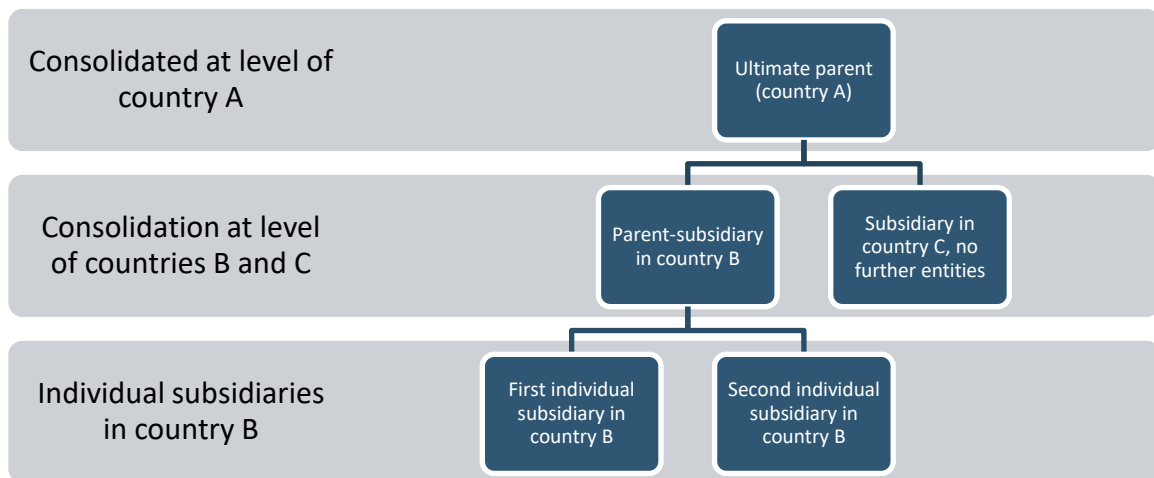 Consolidated at level of
country A
Ultimate parent
(country A)
Consolidation at level
of countries B and C
Parent-subsidiary
in country B
Subsidiary in
country C, no
further entities
Individual subsidiaries
in country B
First individual
subsidiary in
country B
Second individual
subsidiary in
country B